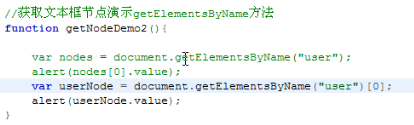 //获取文本框节点演示getElementsByName方法
function getNodeDemo2(){
var nodes = document.getElementsByName("user");
alert(nodes[0].value);
var userNode = document.getElementsByName("user")[0];
alert(userNode.value);
}